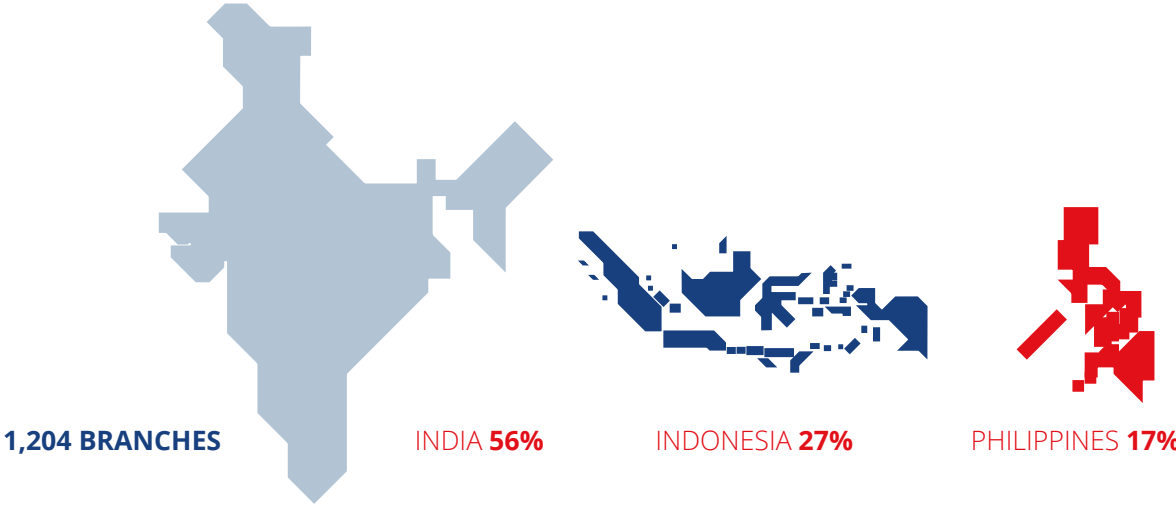 1,204 BRANCHES
INDIA 56%
INDONESIA 27%
PHILIPPINES 17%